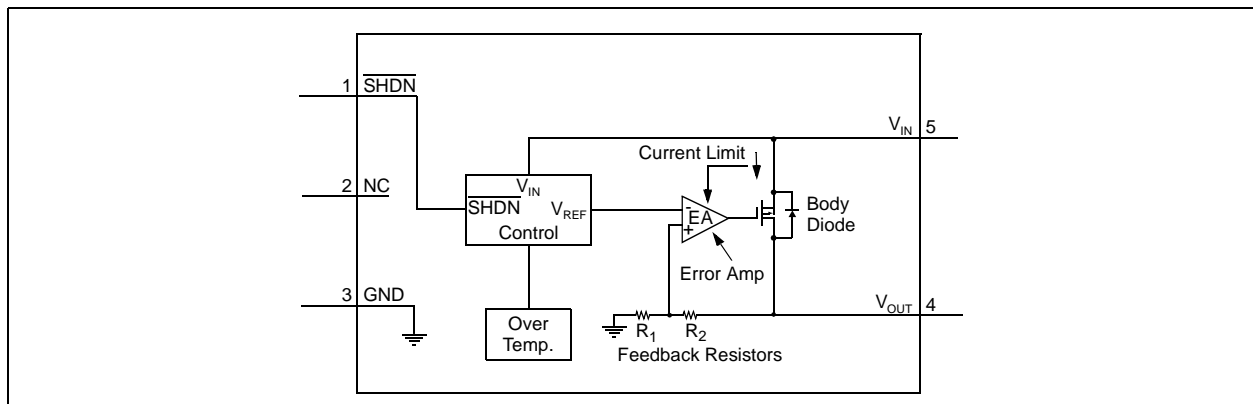 1 SHDN
2 NC
3 GND
V_IN 5
Current Limit
V_IN
SHDN
V_REF
Control
-
EA
+
Body
Diode
Error Amp
V_OUT 4
Over
Temp.
R_1 R_2
Feedback Resistors